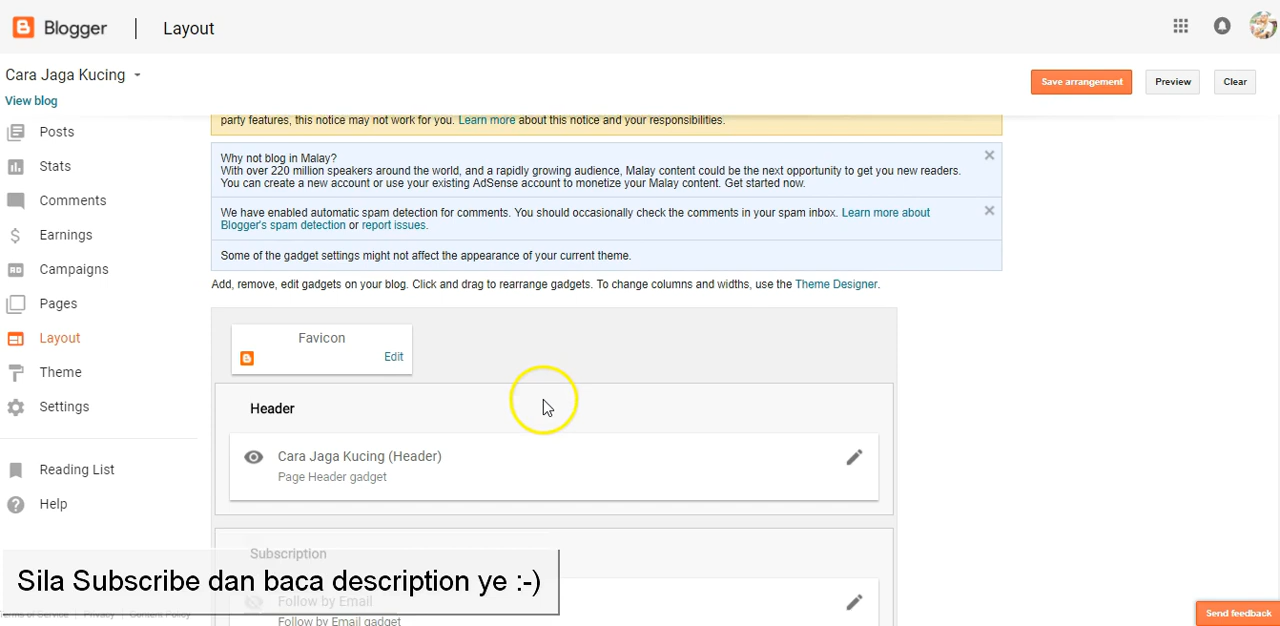 Blogger
Layout
Cara Jaga Kucing
View blog
Save arrangement
Preview
Clear
Posts
Stats
Comments
Earnings
Campaigns
Pages
Layout
Theme
Settings
Reading List
Help
party features, this notice may not work for you. Learn more about this notice and your responsibilities.
Why not blog in Malay?
With over 220 million speakers around the world, and a rapidly growing audience, Malay content could be the next opportunity to get you new readers.
You can create a new account or use your existing AdSense account to monetize your Malay content. Get started now.
We have enabled automatic spam detection for comments. You should occasionally check the comments in your spam inbox. Learn more about
Blogger's spam detection or report issues.
Some of the gadget settings might not affect the appearance of your current theme.
Add, remove, edit gadgets on your blog. Click and drag to rearrange gadgets. To change columns and widths, use the Theme Designer.
Favicon
Edit
Header
Cara Jaga Kucing (Header)
Page Header gadget
Subscription
Follow by Email
Follow by Email gadget
Sila Subscribe dan baca description ye :-)
Terms of Service Privacy Content Policy
Send feedback